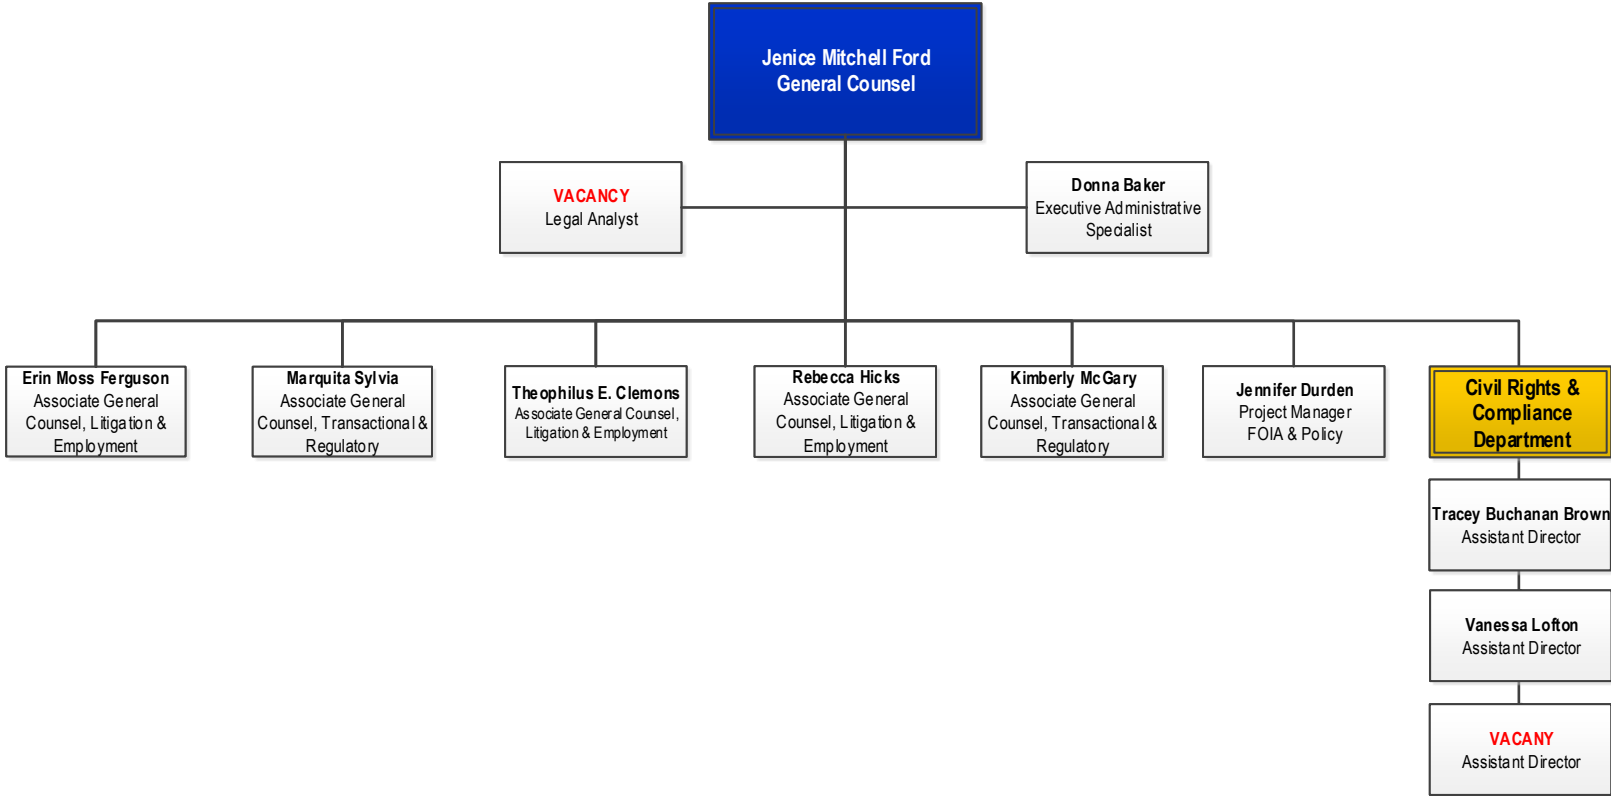 Jenice Mitchell Ford
General Counsel
VACANCY
Legal Analyst
Donna Baker
Executive Administrative
Specialist
Erin Moss Ferguson
Associate General
Counsel, Litigation &
Employment
Marquita Sylvia
Associate General
Counsel, Transactional &
Regulatory
Theophilus E. Clemons
Associate General Counsel,
Litigation & Employment
Rebecca Hicks
Associate General
Counsel, Litigation &
Employment
Kimberly McGary
Associate General
Counsel, Transactional &
Regulatory
Jennifer Durden
Project Manager
FOIA & Policy
Civil Rights &
Compliance
Department
Tracey Buchanan Brown
Assistant Director
Vanessa Lofton
Assistant Director
VACANY
Assistant Director